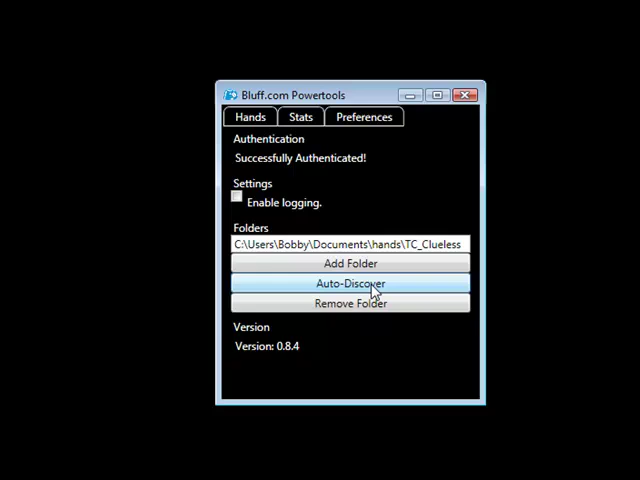 Bluff.com Powertools
Hands Stats Preferences
Authentication
Successfully Authenticated!
Settings
Enable logging.
Folders
C:\Users\Bobby\Documents\hands\TC_Clueless
Add Folder
Auto-Discover
Remove Folder
Version
Version: 0.8.4